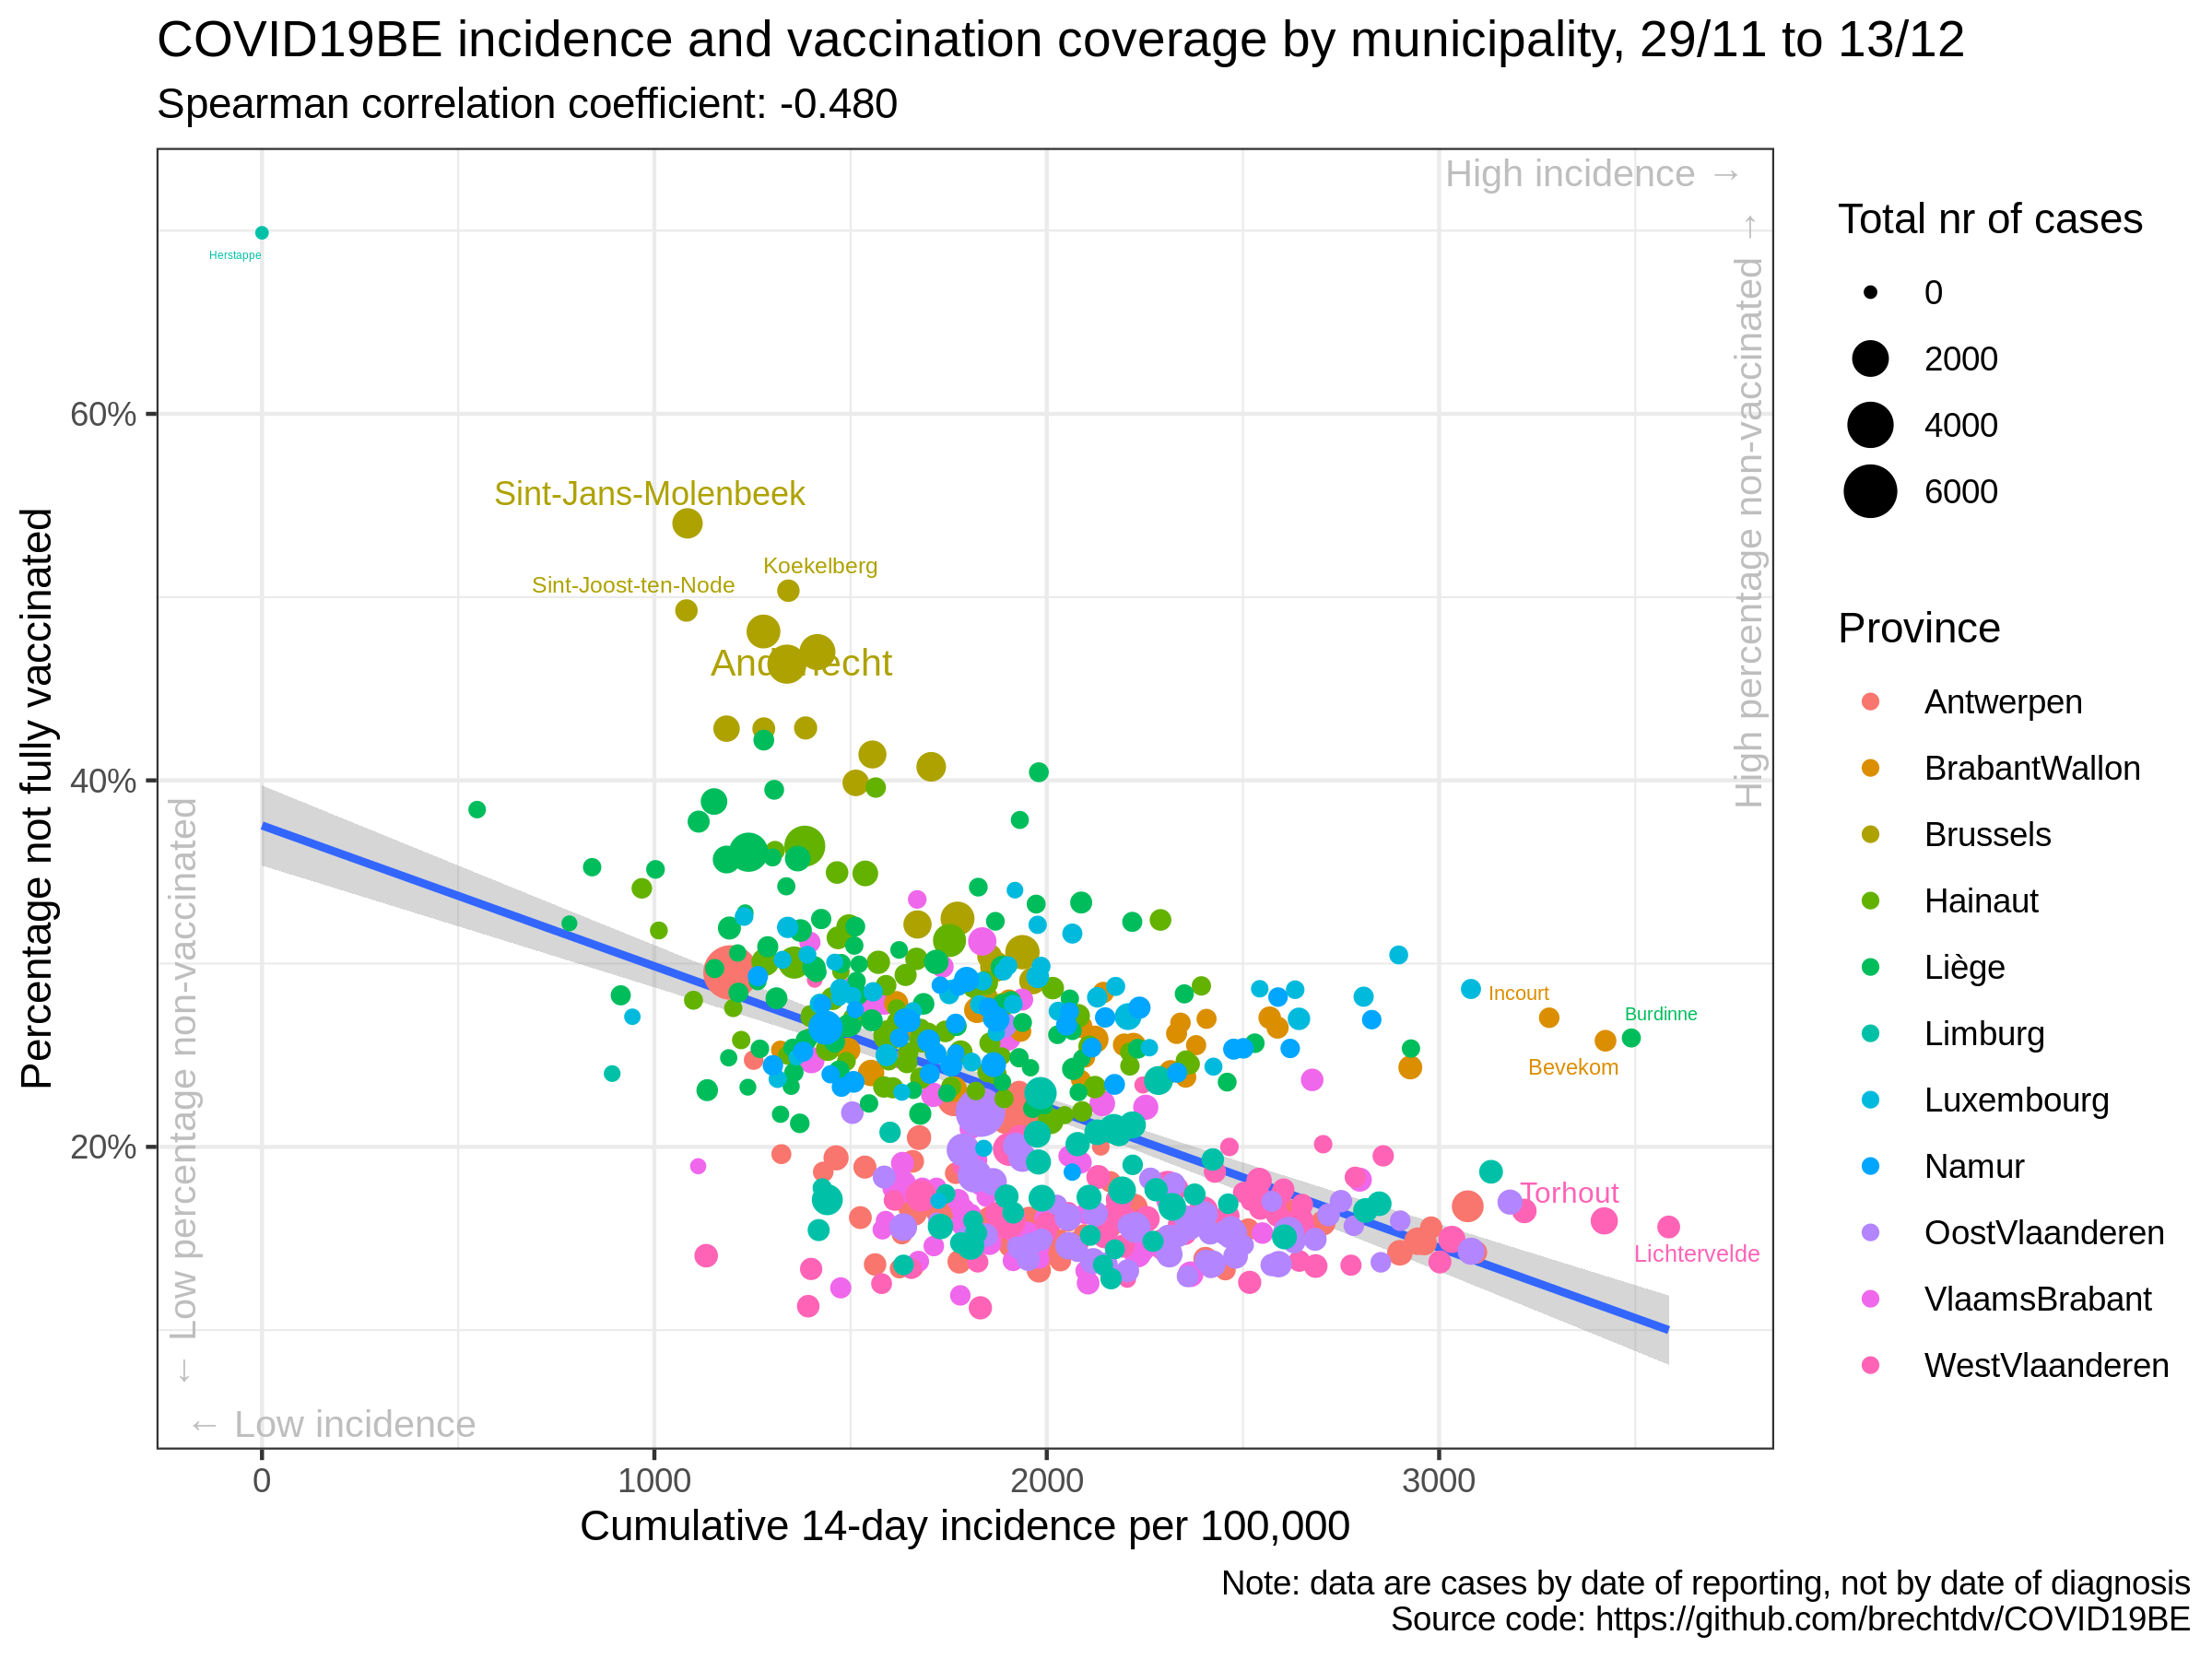 COVID19BE incidence and vaccination coverage by municipality, 29/11 to 13/12
Spearman correlation coefficient: -0.480
High incidence →
High percentage non-vaccinated →
Herstappe
Sint-Jans-Molenbeek
Koekelberg
Sint-Joost-ten-Node
Anderlecht
Incourt
Burdinne
Bevekom
Torhout
Lichtervelde
← Low percentage non-vaccinated
← Low incidence
Percentage not fully vaccinated
60%
40%
20%
0
1000
2000
3000
Cumulative 14-day incidence per 100,000
Total nr of cases
0
2000
4000
6000
Province
Antwerpen
BrabantWallon
Brussels
Hainaut
Liège
Limburg
Luxembourg
Namur
OostVlaanderen
VlaamsBrabant
WestVlaanderen
Note: data are cases by date of reporting, not by date of diagnosis
Source code: https://github.com/brechtdv/COVID19BE